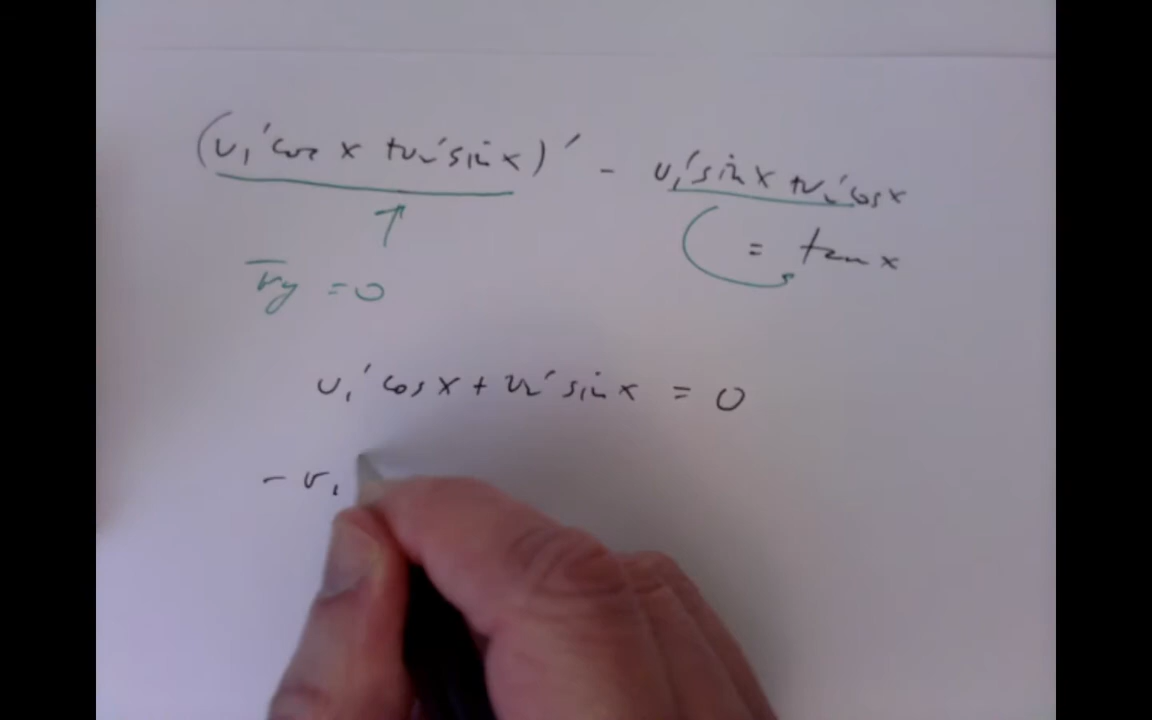 (v₁'cos x + v₂'sin x)' - v₁'sin x + v₂'cos x
= tan x
Try = 0
v₁' cos x + v₂' sin x = 0
- v₁